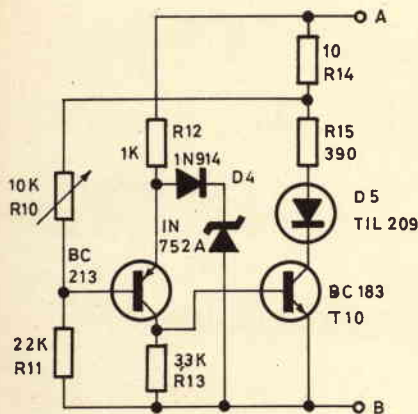 A
10
R14
R12
1K
R15
390
1N914
D4
10K
R10
D5
TIL 209
IN
752A
BC
213
BC 183
T10
22K
R11
33K
R13
B